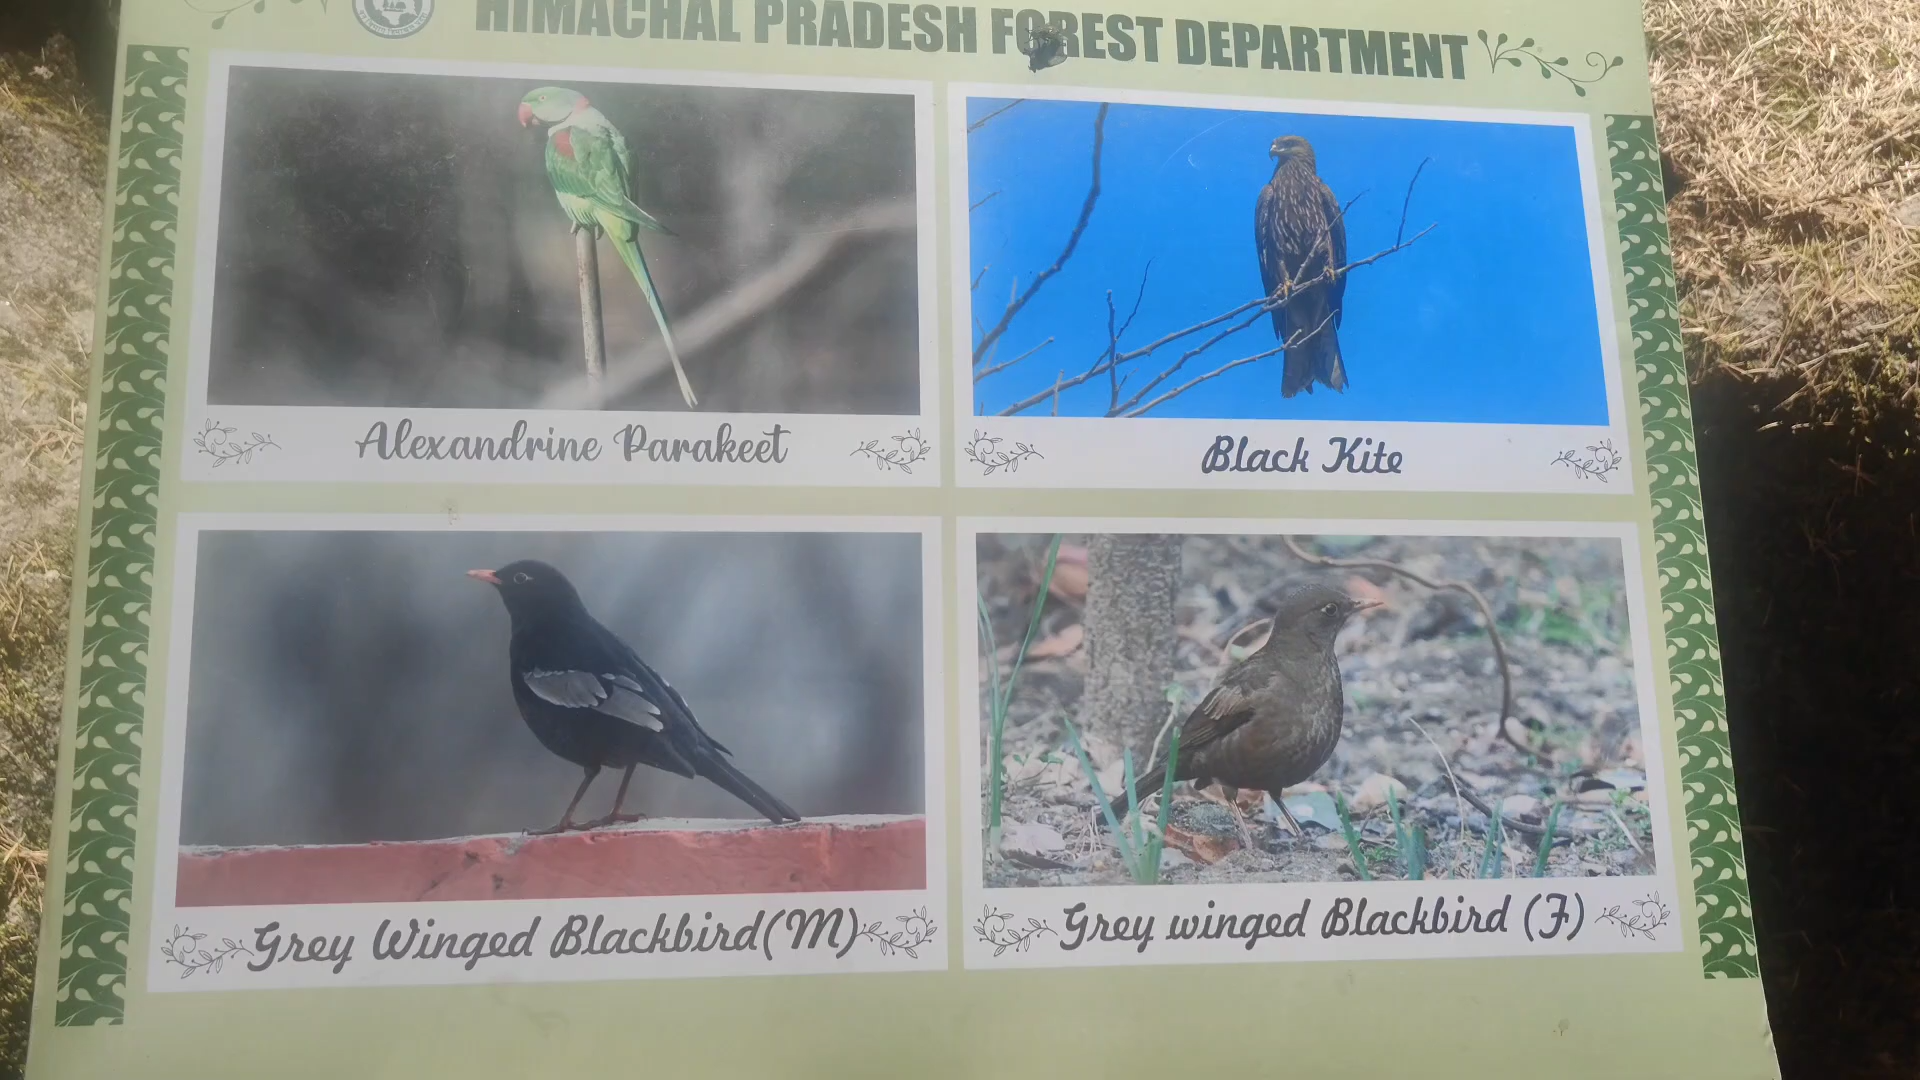 HIMACHAL PRADESH FOREST DEPARTMENT
Alexandrine Parakeet
Black Kite
Grey Winged Blackbird(M)
Grey winged Blackbird (F)